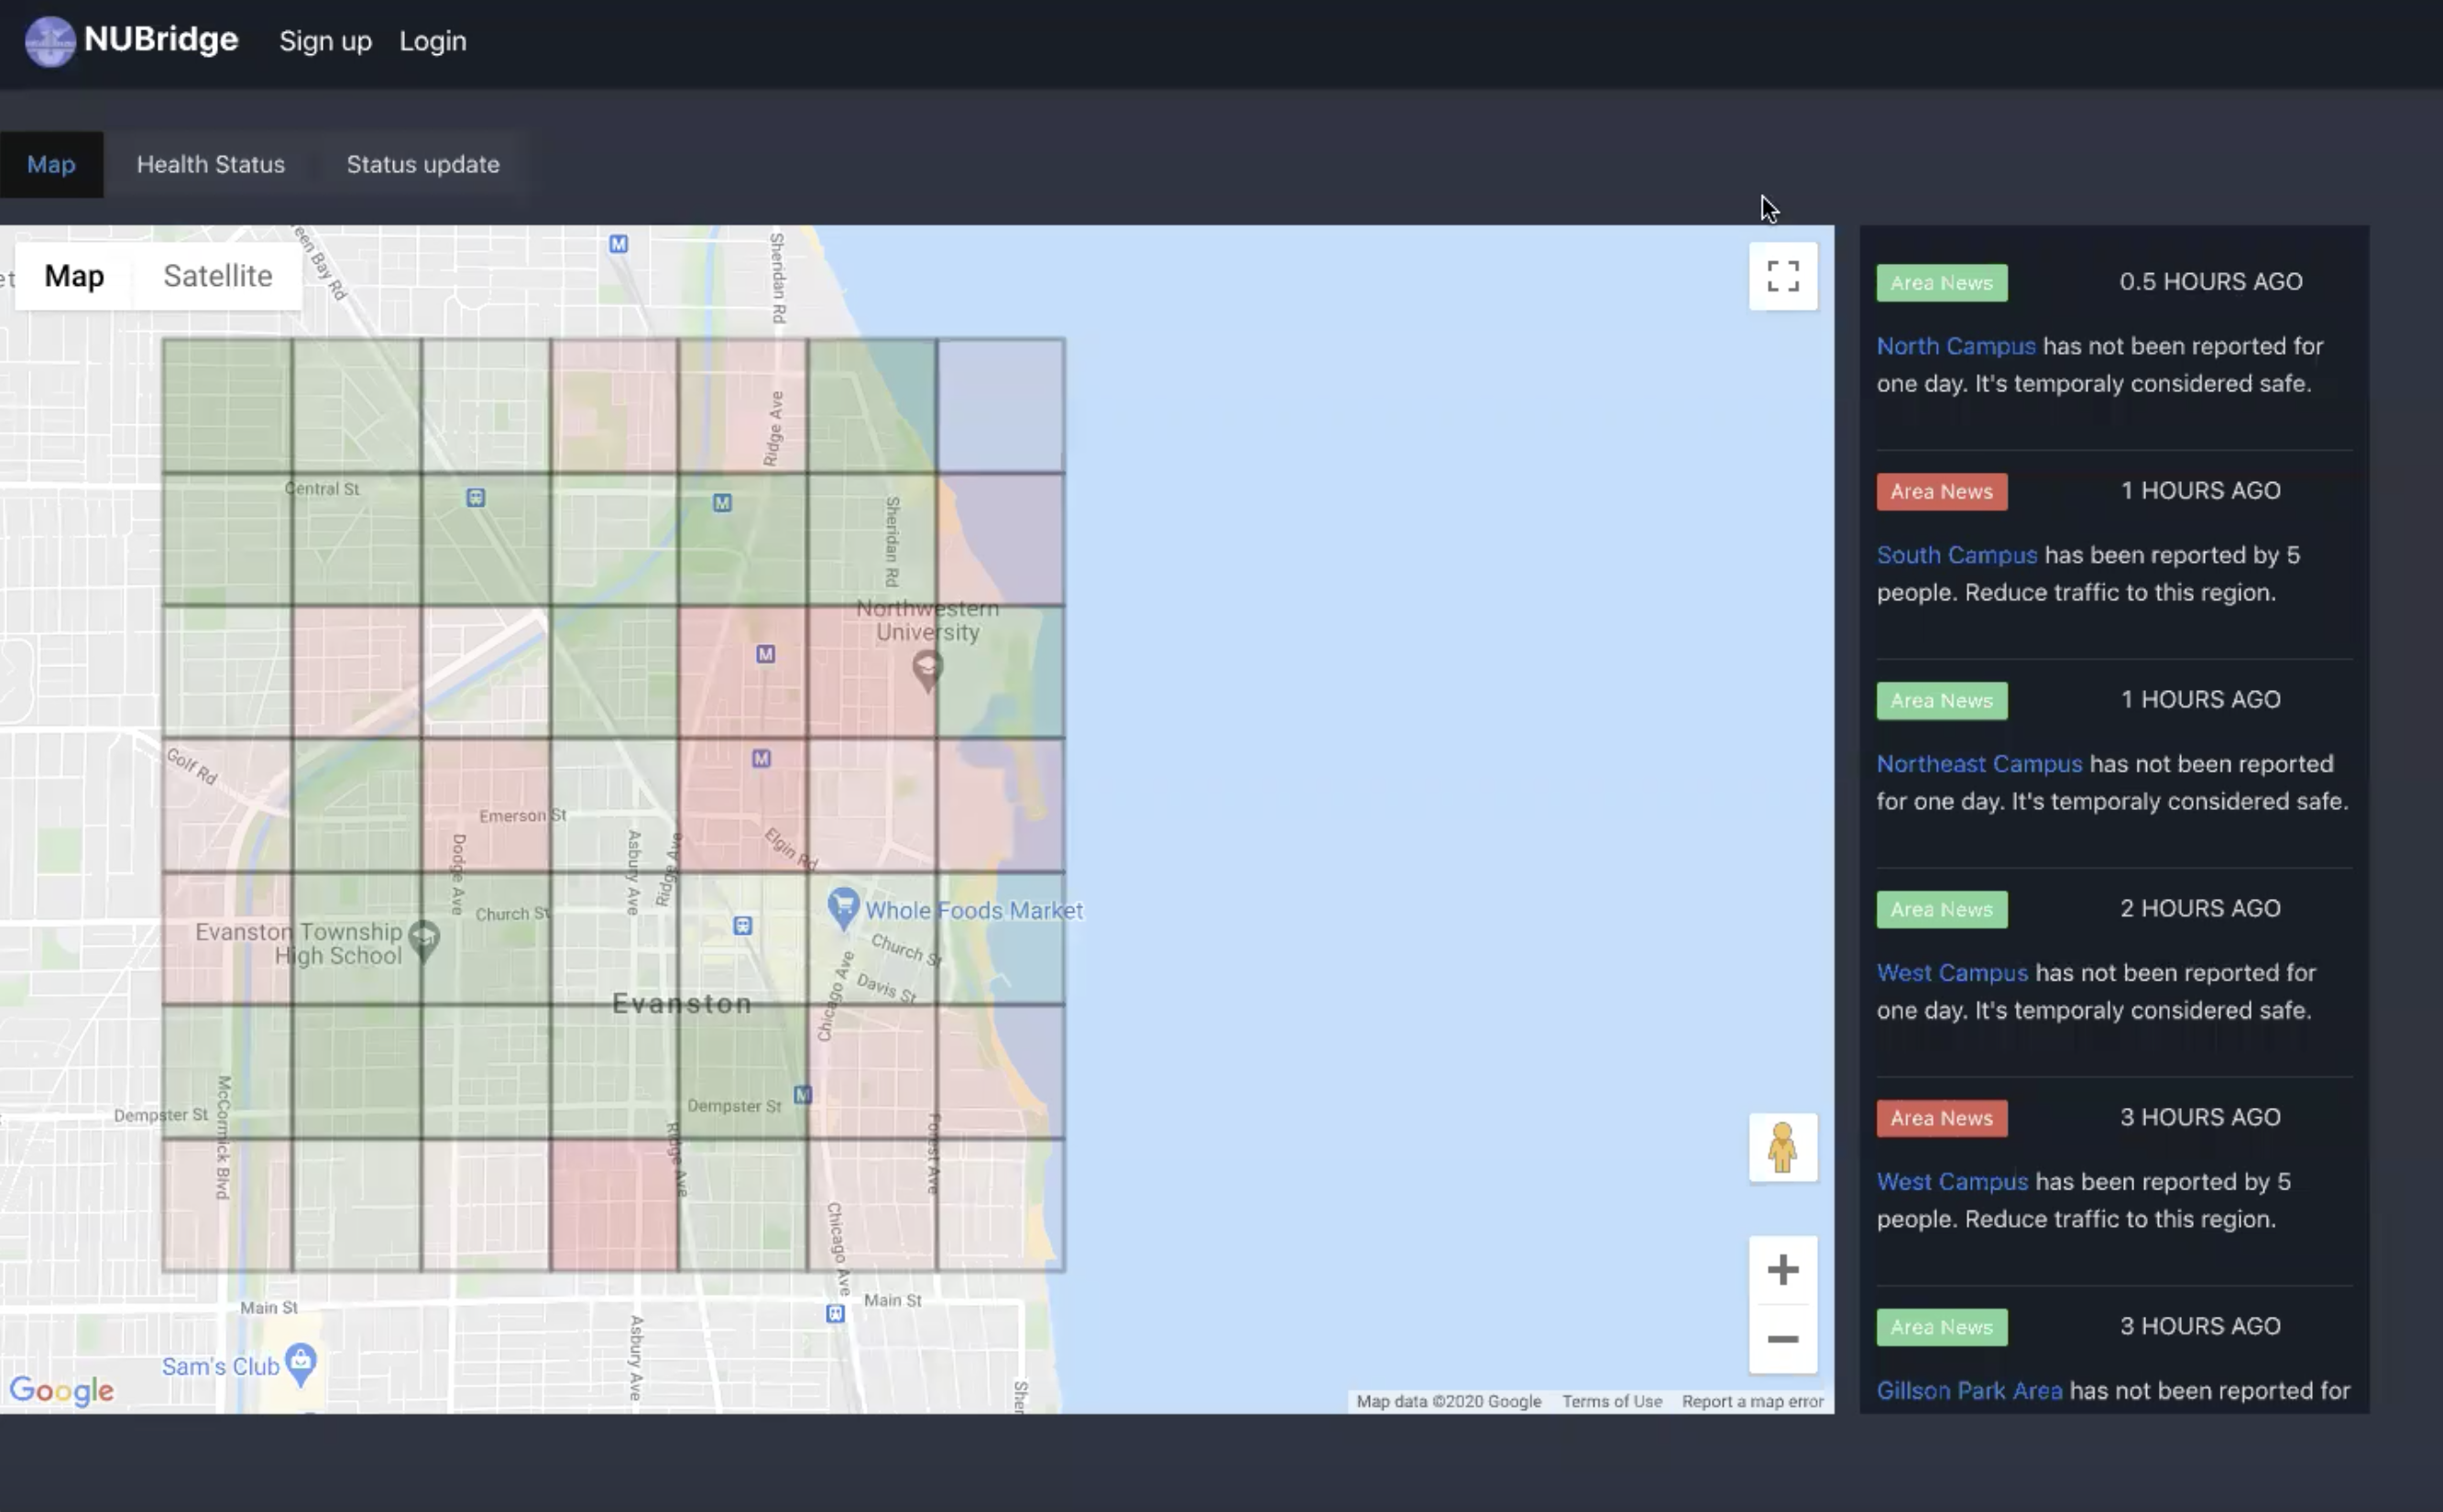 NUBridge Sign up Login
Map Health Status Status update
Map Satellite
Sheridan Rd
Ridge Ave
Central St
Sheridan Rd
Northwestern
University
Golf Rd
Emerson St
Dodge Ave
Asbury Ave
Ridge Ave
Elgin Rd
Church St
Whole Foods Market
Evanston Township
High School
Church St
Davis St
Chicago Ave
Evanston
Dempster St
McCormick Blvd
Dempster St
Ridge Ave
Forest Ave
Chicago Ave
Main St
Main St
Asbury Ave
Sam's Club
Google
Map data ©2020 Google Terms of Use Report a map error
Area News 0.5 HOURS AGO
North Campus has not been reported for
one day. It's temporaly considered safe.
Area News 1 HOURS AGO
South Campus has been reported by 5
people. Reduce traffic to this region.
Area News 1 HOURS AGO
Northeast Campus has not been reported
for one day. It's temporaly considered safe.
Area News 2 HOURS AGO
West Campus has not been reported for
one day. It's temporaly considered safe.
Area News 3 HOURS AGO
West Campus has been reported by 5
people. Reduce traffic to this region.
Area News 3 HOURS AGO
Gillson Park Area has not been reported for